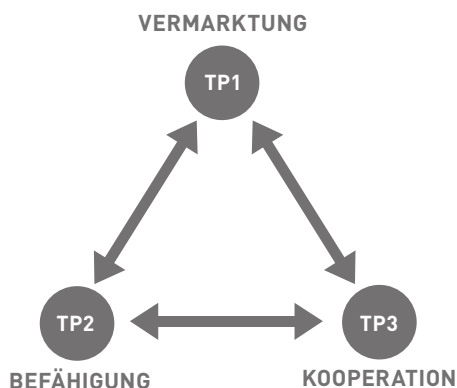 VERMARKTUNG
TP1
TP2
TP3
BEFÄHIGUNG
KOOPERATION